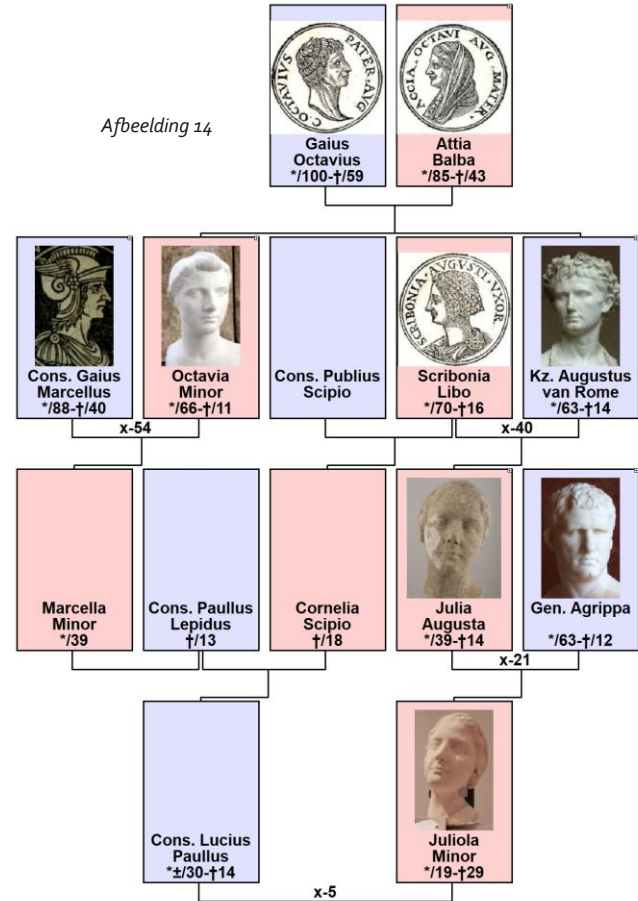 Afbeelding 14
C·OCTAVIVS PATER·AVG
ACCIA·OCTAVI AVG MATER·
Gaius
Octavius
*/100-†/59
Attia
Balba
*/85-†/43
Cons. Gaius
Marcellus
*/88-†/40
Octavia
Minor
*/66-†/11
Cons. Publius
Scipio
SCRIBONIA·AVGVSTI·VXOR·
Scribonia
Libo
*/70-†16
Kz. Augustus
van Rome
*/63-†14
x-54
x-40
Marcella
Minor
*/39
Cons. Paullus
Lepidus
†/13
Cornelia
Scipio
†/18
Julia
Augusta
*/39-†14
Gen. Agrippa
*/63-†/12
x-21
Cons. Lucius
Paullus
*±/30-†14
Juliola
Minor
*/19-†29
x-5